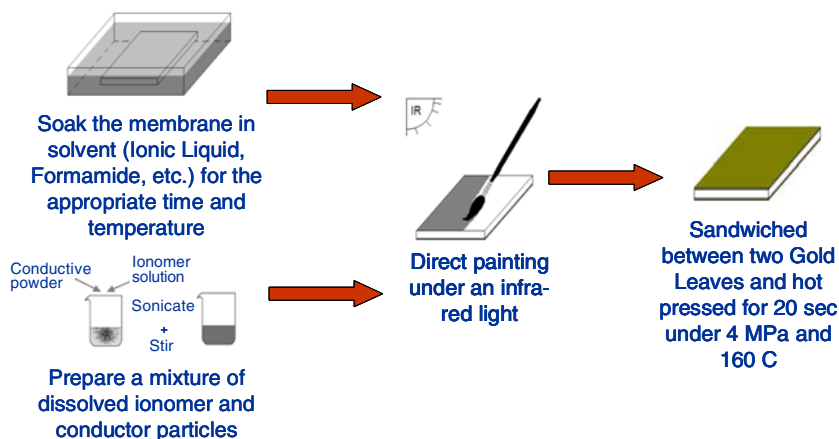 Soak the membrane in
solvent (Ionic Liquid,
Formamide, etc.) for the
appropriate time and
temperature
Conductive
powder
Ionomer
solution
Sonicate
+
Stir
Prepare a mixture of
dissolved ionomer and
conductor particles
IR
Direct painting
under an infra-
red light
Sandwiched
between two Gold
Leaves and hot
pressed for 20 sec
under 4 MPa and
160 C